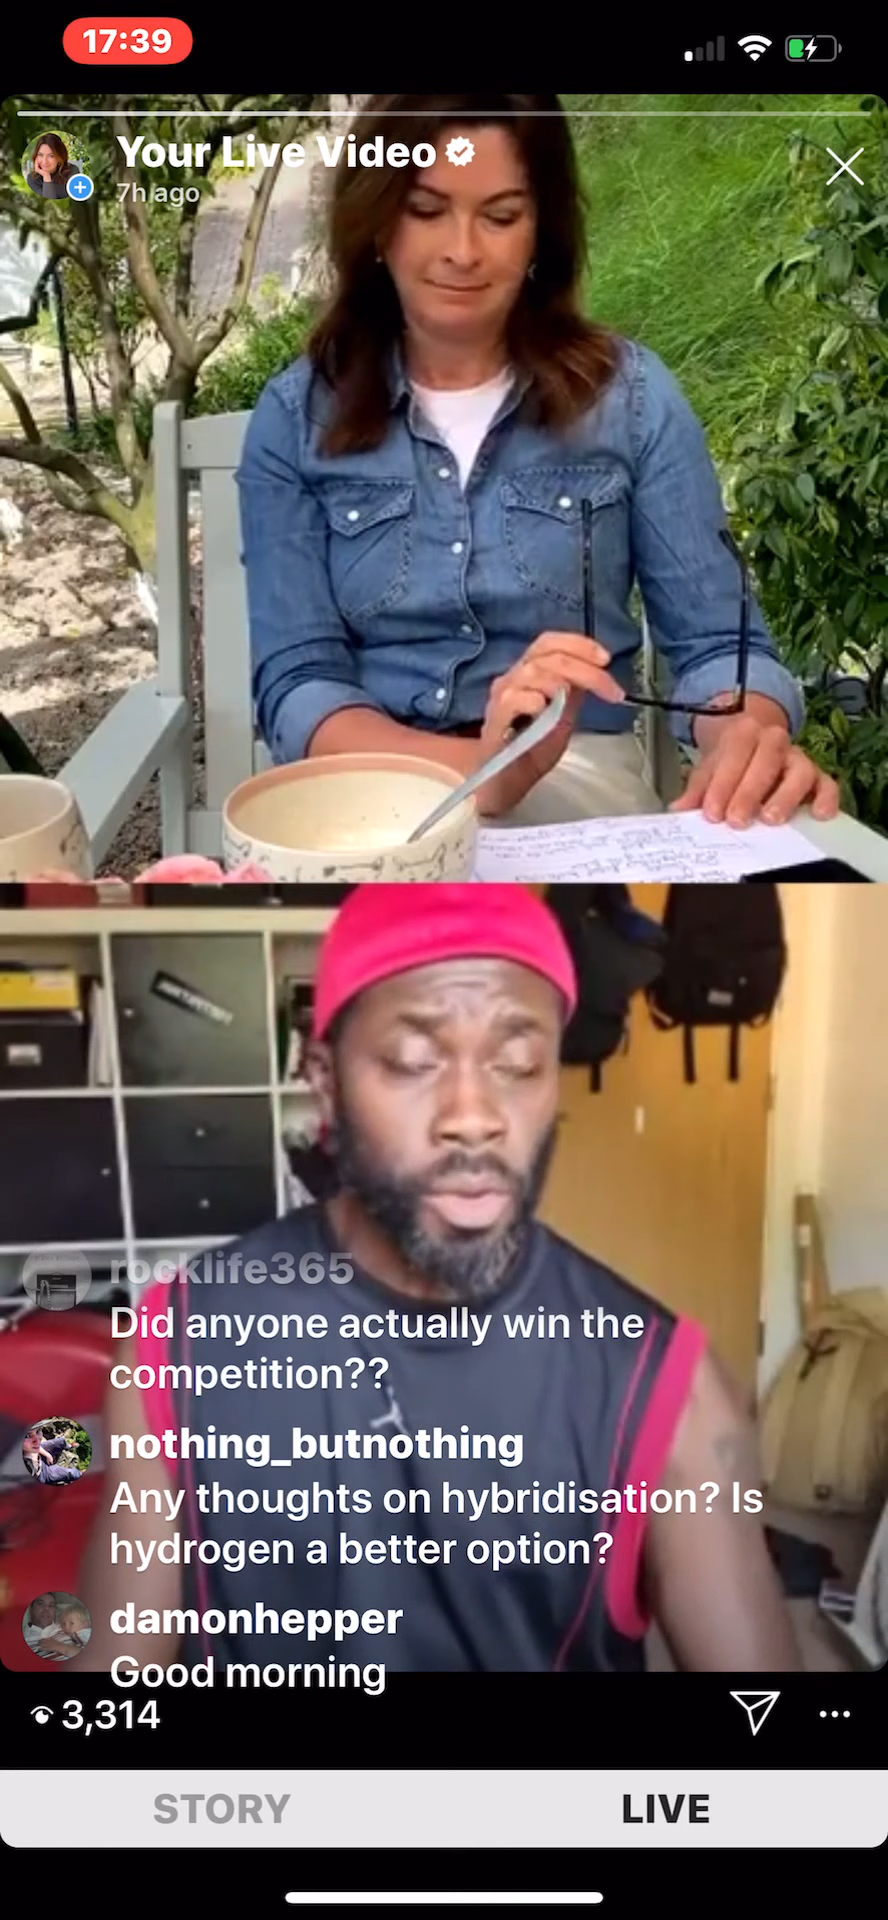 17:39
Your Live Video
7h ago
rocklife365
Did anyone actually win the
competition??
nothing_butnothing
Any thoughts on hybridisation? Is
hydrogen a better option?
damonhepper
Good morning
3,314
STORY
LIVE